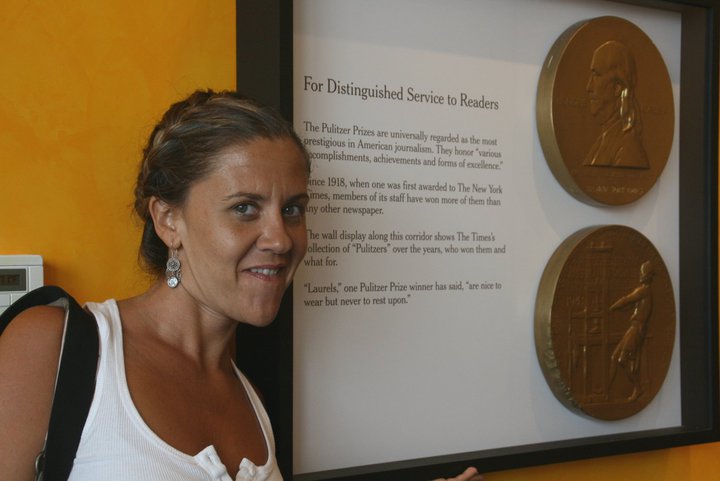 For Distinguished Service to Readers
The Pulitzer Prizes are universally regarded as the most
prestigious in American journalism. They honor "various
accomplishments, achievements and forms of excellence."
Since 1918, when one was first awarded to The New York
Times, members of its staff have won more of them than
any other newspaper.
The wall display along this corridor shows The Times's
collection of "Pulitzers" over the years, who won them and
what for.
"Laurels," one Pulitzer Prize winner has said, "are nice to
wear but never to rest upon."